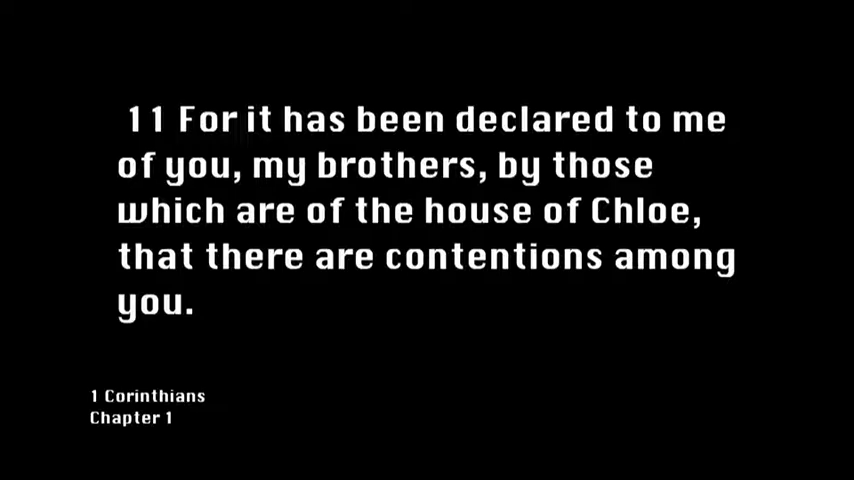 11 For it has been declared to me
of you, my brothers, by those
which are of the house of Chloe,
that there are contentions among
you.
1 Corinthians
Chapter 1